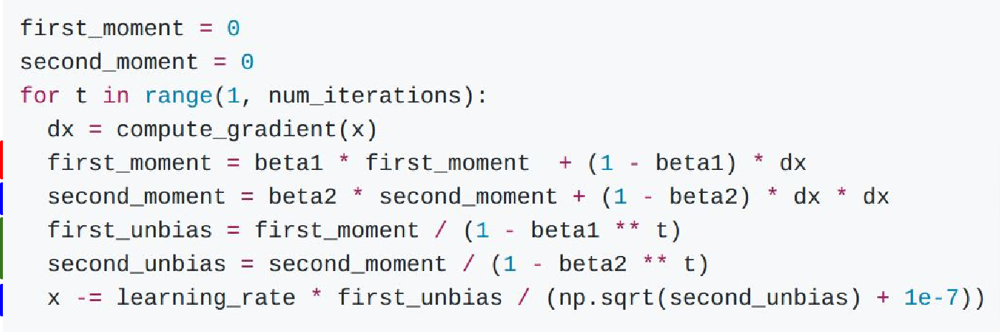 first_moment = 0
second_moment = 0
for t in range(1, num_iterations):
  dx = compute_gradient(x)
  first_moment = beta1 * first_moment  + (1 - beta1) * dx
  second_moment = beta2 * second_moment + (1 - beta2) * dx * dx
  first_unbias = first_moment / (1 - beta1 ** t)
  second_unbias = second_moment / (1 - beta2 ** t)
  x -= learning_rate * first_unbias / (np.sqrt(second_unbias) + 1e-7))